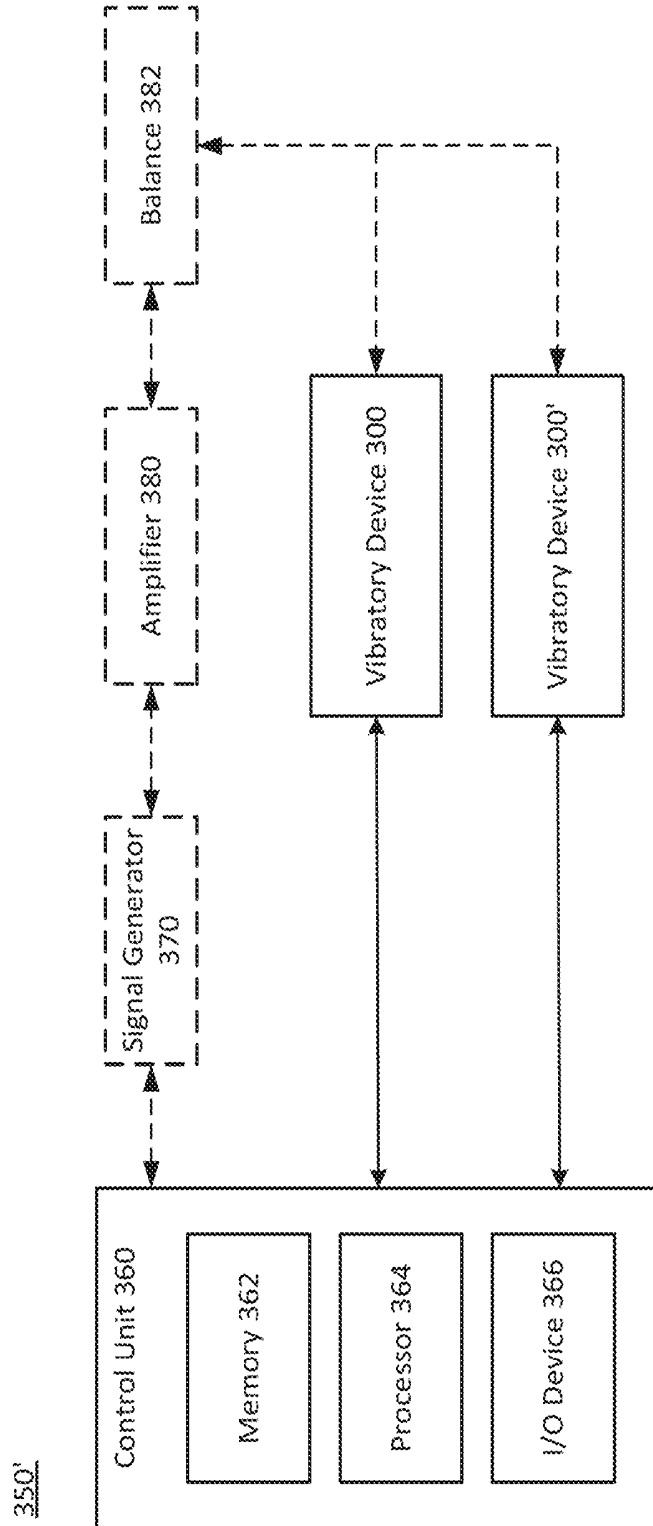 350'
Control Unit 360
Memory 362
Processor 364
I/O Device 366
Signal Generator
370
Amplifier 380
Balance 382
Vibratory Device 300
Vibratory Device 300'